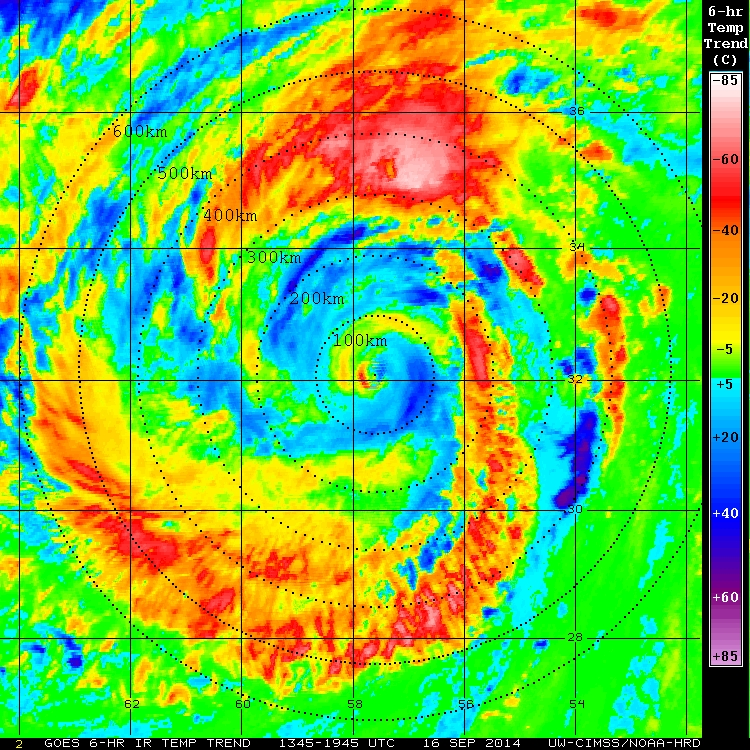 6-hr
Temp
Trend
(C)
-85
-60
-40
-20
-5
+5
+20
+40
+60
+85
600km
500km
400km
300km
200km
100km
36
34
32
30
28
62 60 58 56 54
2 GOES 6-HR IR TEMP TREND 1345-1945 UTC 16 SEP 2014 UW-CIMSS/NOAA-HRD